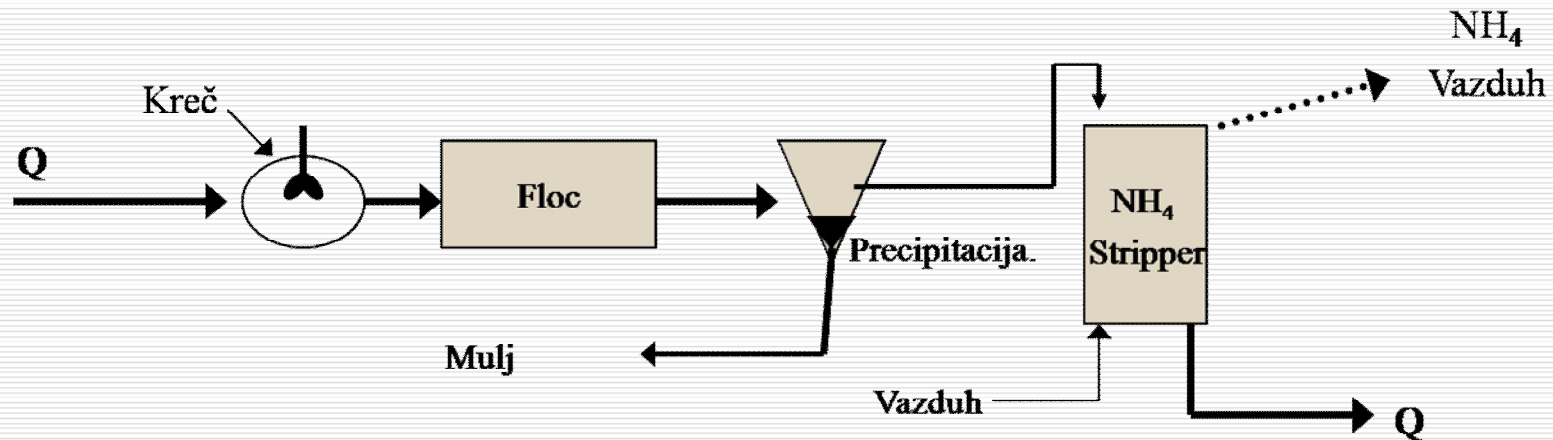 NH₄
Vazduh
Kreč
Q
Floc
NH₄
Stripper
Precipitacija.
Mulj
Vazduh
Q